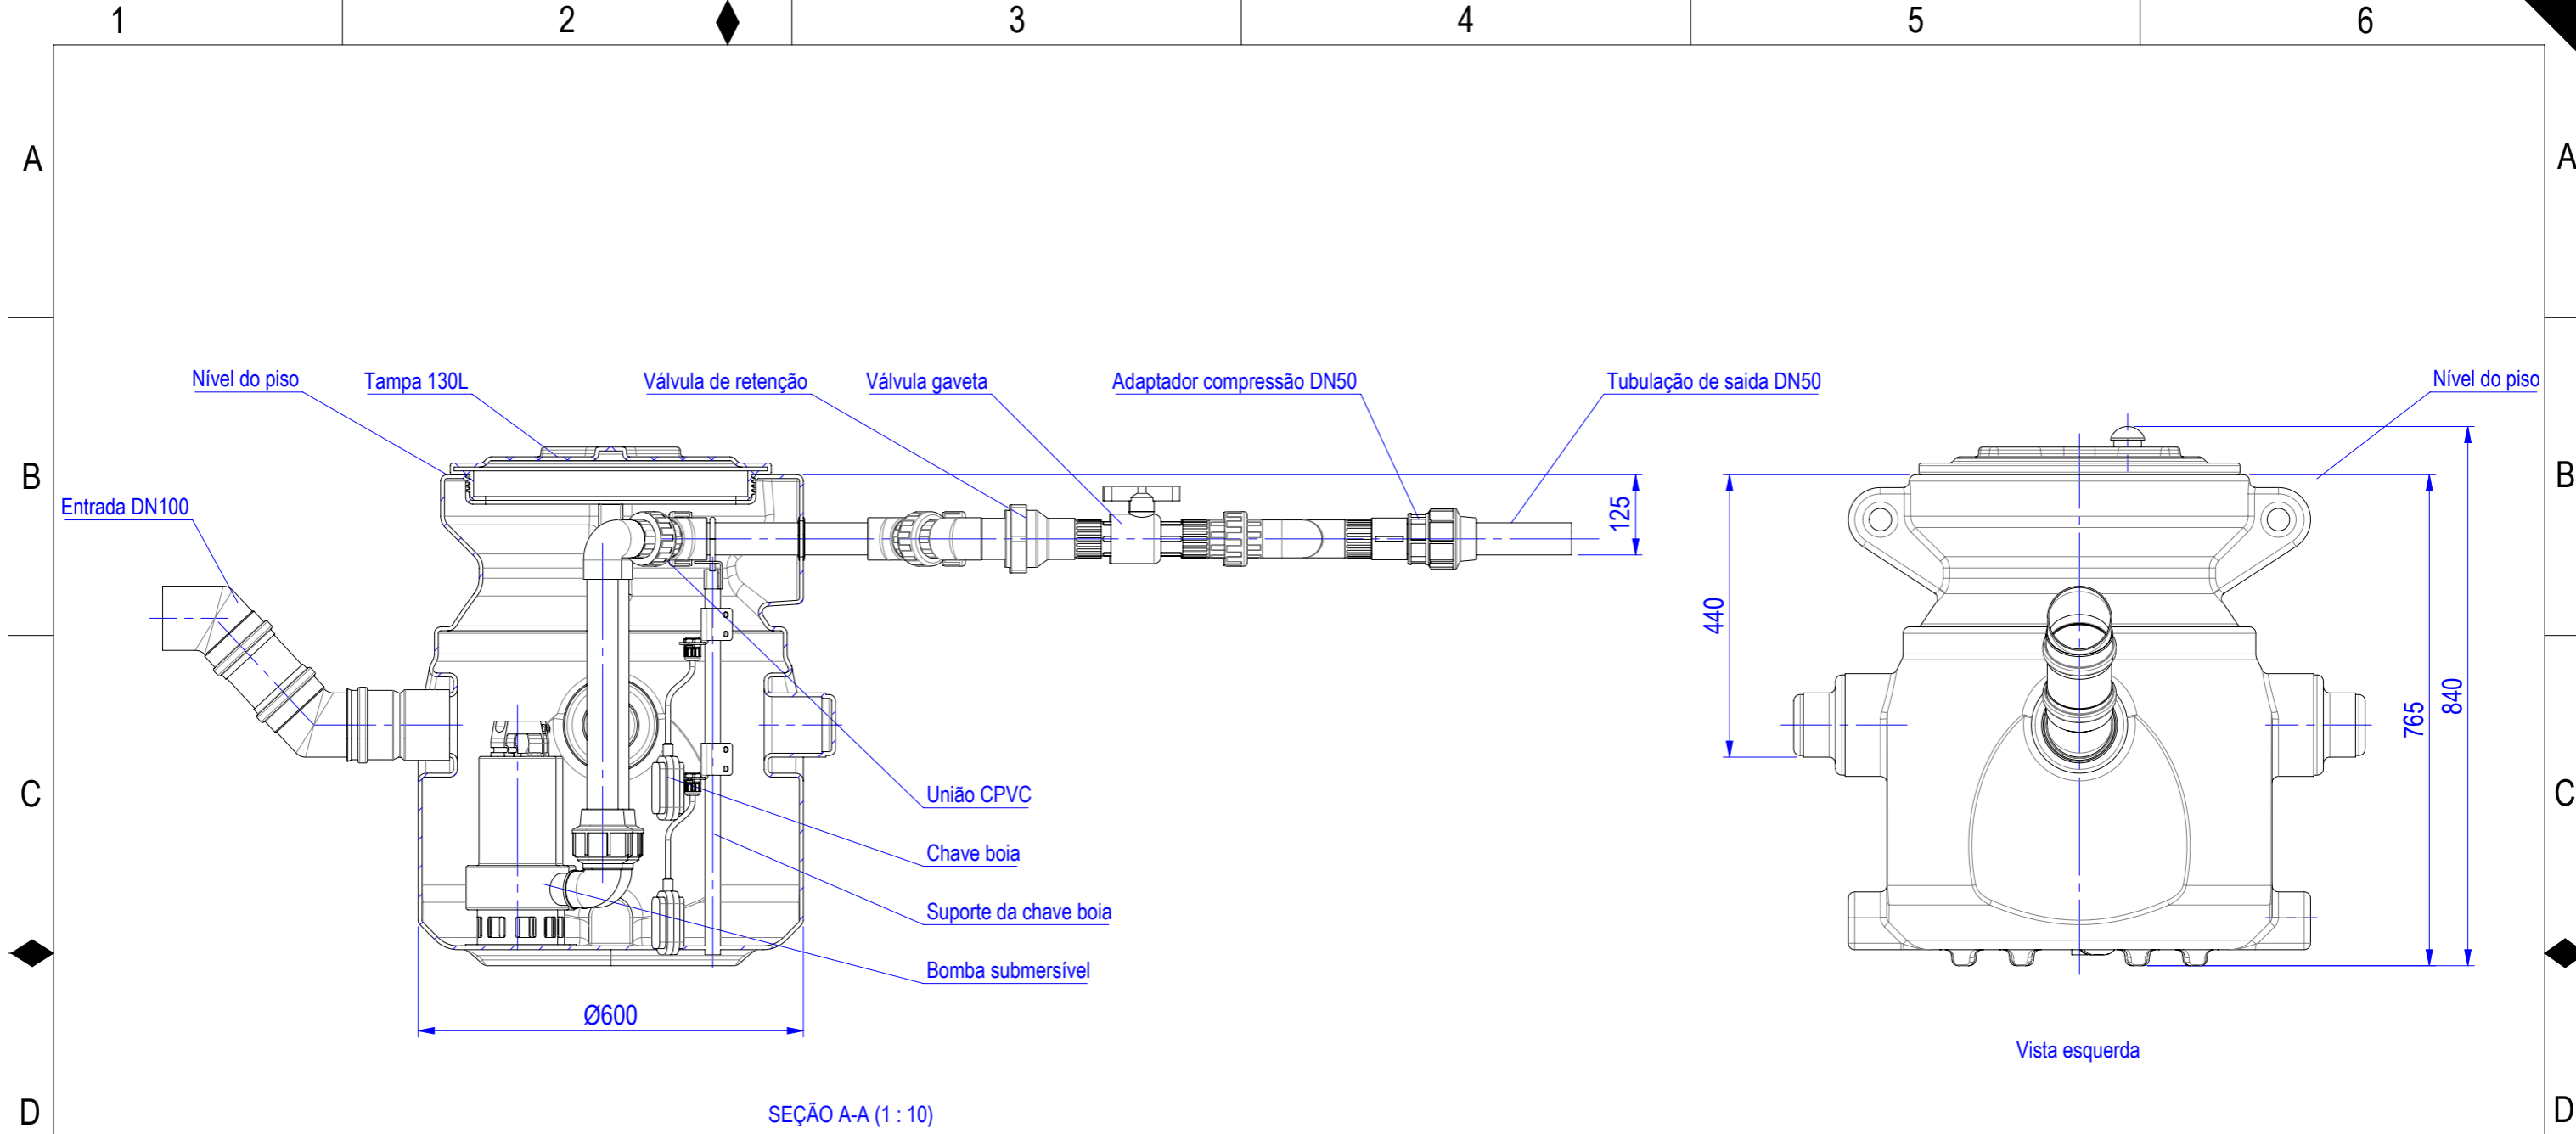 1 2 3 4 5 6
A A
Nível do piso Tampa 130L Válvula de retenção Válvula gaveta Adaptador compressão DN50 Tubulação de saida DN50 Nível do piso
B B
Entrada DN100
125
440
765
840
C C
União CPVC
Chave boia
Suporte da chave boia
Bomba submersível
Ø600
Vista esquerda
D D
SEÇÃO A-A (1 : 10)